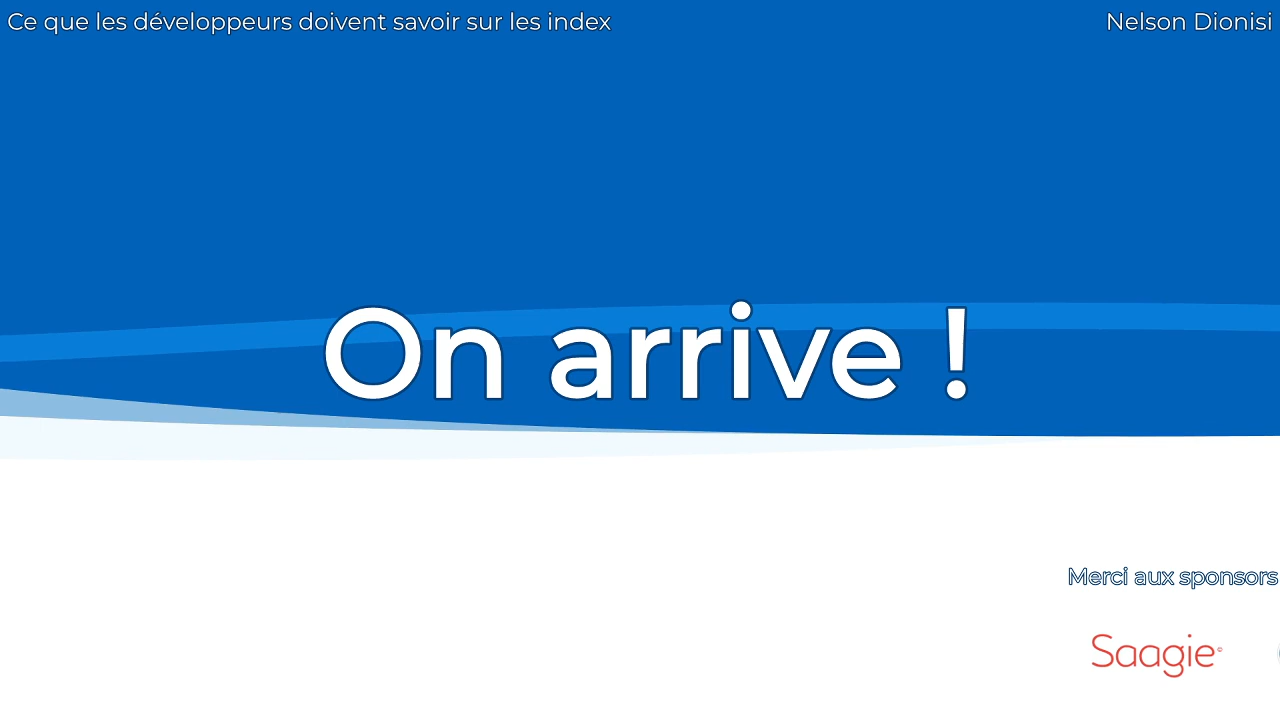 Ce que les développeurs doivent savoir sur les index
Nelson Dionisi
On arrive !
Merci aux sponsors
Saagie©